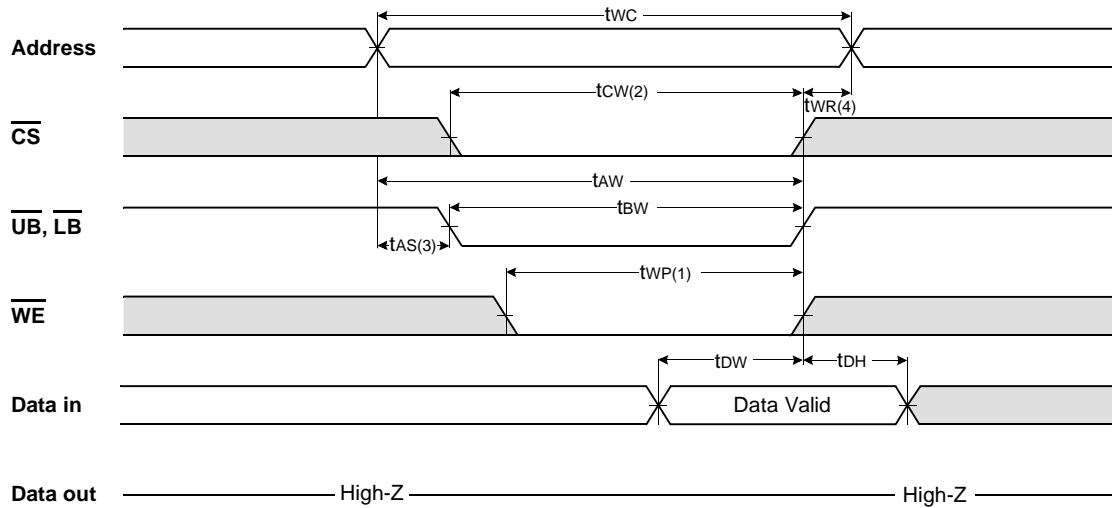 tWC
Address
tCW(2)
tWR(4)
CS
tAW
tBW
UB, LB
tAS(3)
tWP(1)
WE
tDW
tDH
Data in
Data Valid
Data out
High-Z
High-Z